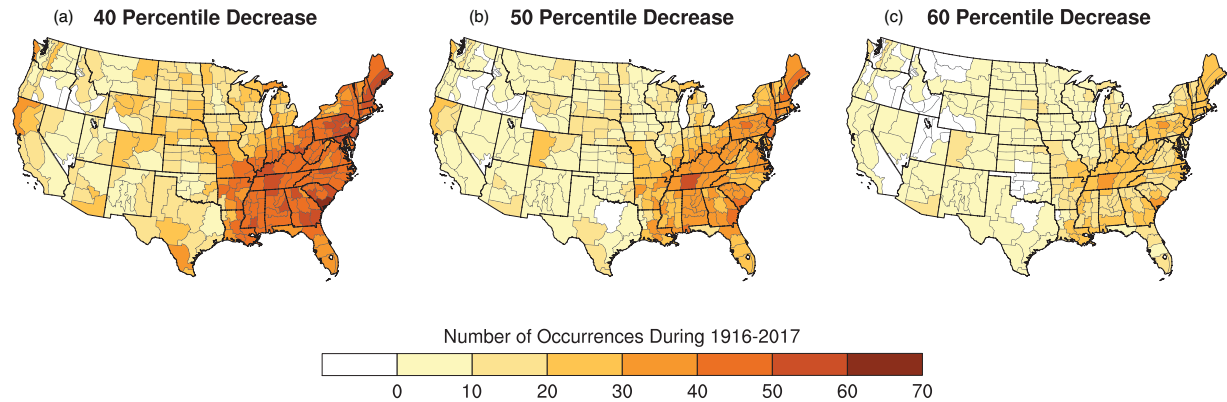 (a) 40 Percentile Decrease (b) 50 Percentile Decrease (c) 60 Percentile Decrease
Number of Occurrences During 1916-2017
0 10 20 30 40 50 60 70